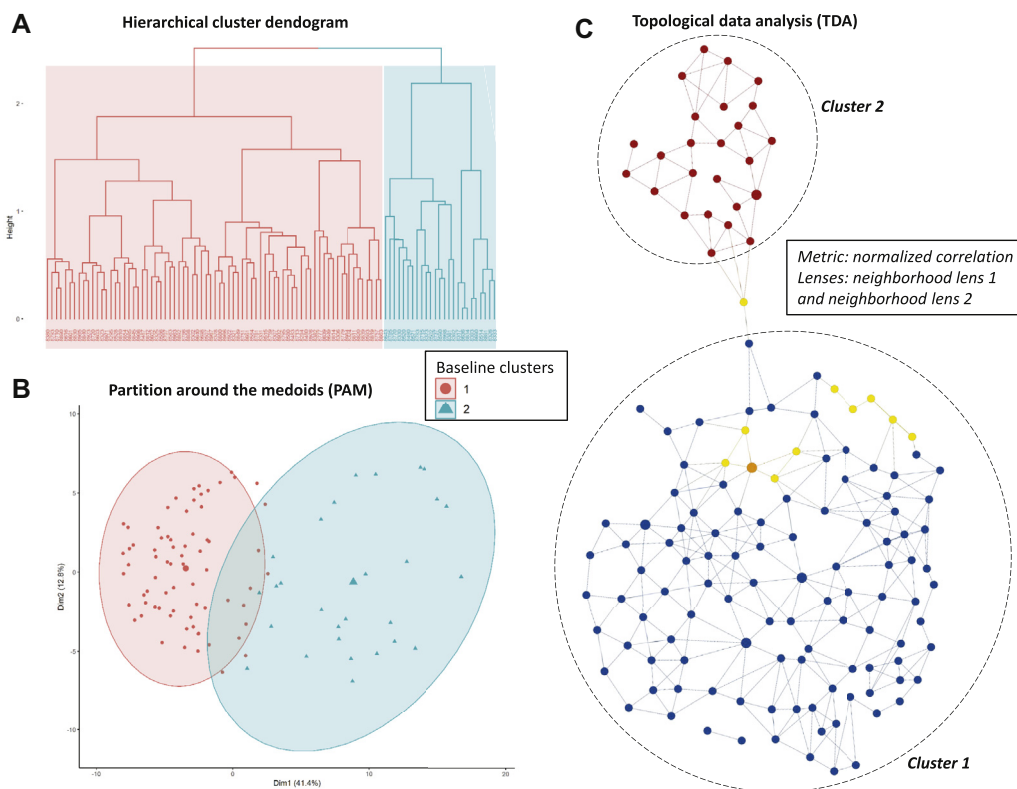 A
Hierarchical cluster dendogram
Height
2
1
0
Baseline clusters
1
2
B
Partition around the medoids (PAM)
10
5
0
-5
-10
Dim2 (12.8%)
-10
0
10
20
Dim1 (41.4%)
C
Topological data analysis (TDA)
Cluster 2
Metric: normalized correlation
Lenses: neighborhood lens 1
and neighborhood lens 2
Cluster 1